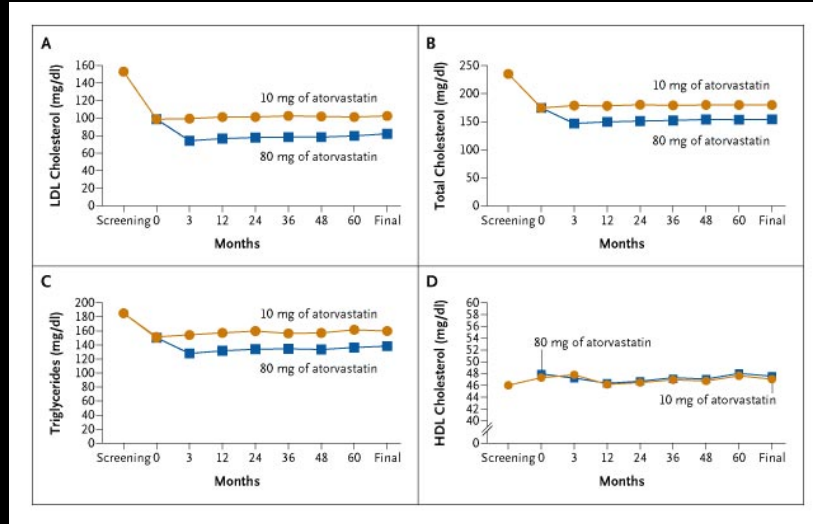 A
LDL Cholesterol (mg/dl)
160
140
120
100
80
60
40
20
0
10 mg of atorvastatin
80 mg of atorvastatin
Screening 0 3 12 24 36 48 60 Final
Months
B
Total Cholesterol (mg/dl)
250
200
150
100
50
0
10 mg of atorvastatin
80 mg of atorvastatin
Screening 0 3 12 24 36 48 60 Final
Months
C
Triglycerides (mg/dl)
200
180
160
140
120
100
80
60
40
20
0
10 mg of atorvastatin
80 mg of atorvastatin
Screening 0 3 12 24 36 48 60 Final
Months
D
HDL Cholesterol (mg/dl)
60
58
56
54
52
50
48
46
44
42
40
0
80 mg of atorvastatin
10 mg of atorvastatin
Screening 0 3 12 24 36 48 60 Final
Months